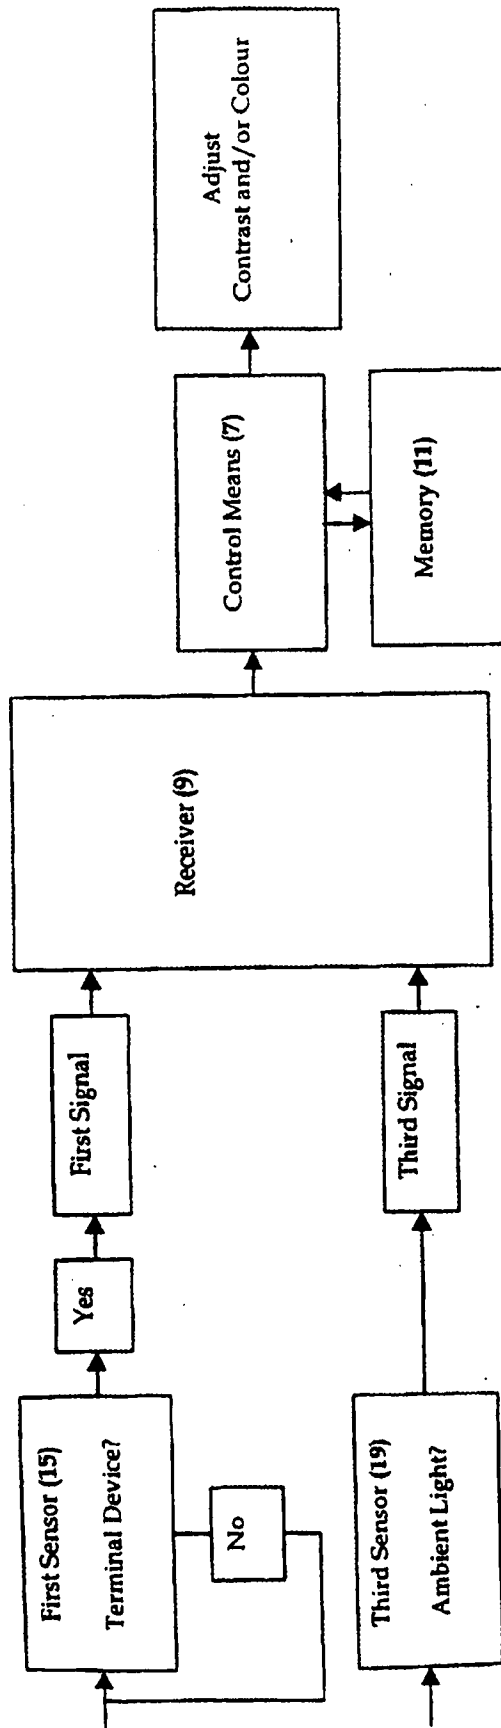 First Sensor (15)
Terminal Device?
No
Yes
First Signal
Third Sensor (19)
Ambient Light?
Third Signal
Receiver (9)
Control Means (7)
Memory (11)
Adjust
Contrast and/or Colour